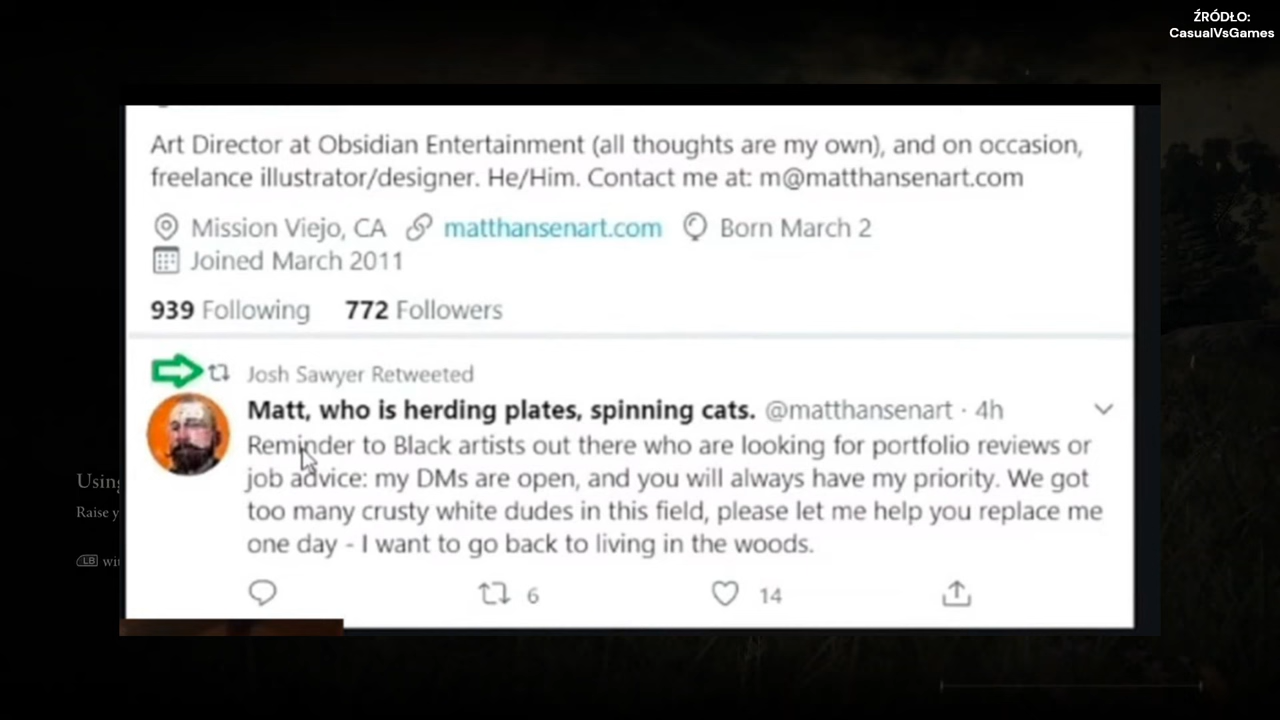 ŹRÓDŁO:
CasualVsGames
Art Director at Obsidian Entertainment (all thoughts are my own), and on occasion,
freelance illustrator/designer. He/Him. Contact me at: m@matthansenart.com
Mission Viejo, CA matthansenart.com Born March 2
Joined March 2011
939 Following 772 Followers
Josh Sawyer Retweeted
Matt, who is herding plates, spinning cats. @matthansenart · 4h
Reminder to Black artists out there who are looking for portfolio reviews or
job advice: my DMs are open, and you will always have my priority. We got
too many crusty white dudes in this field, please let me help you replace me
one day - I want to go back to living in the woods.
6 14
Using
Raise y
LB